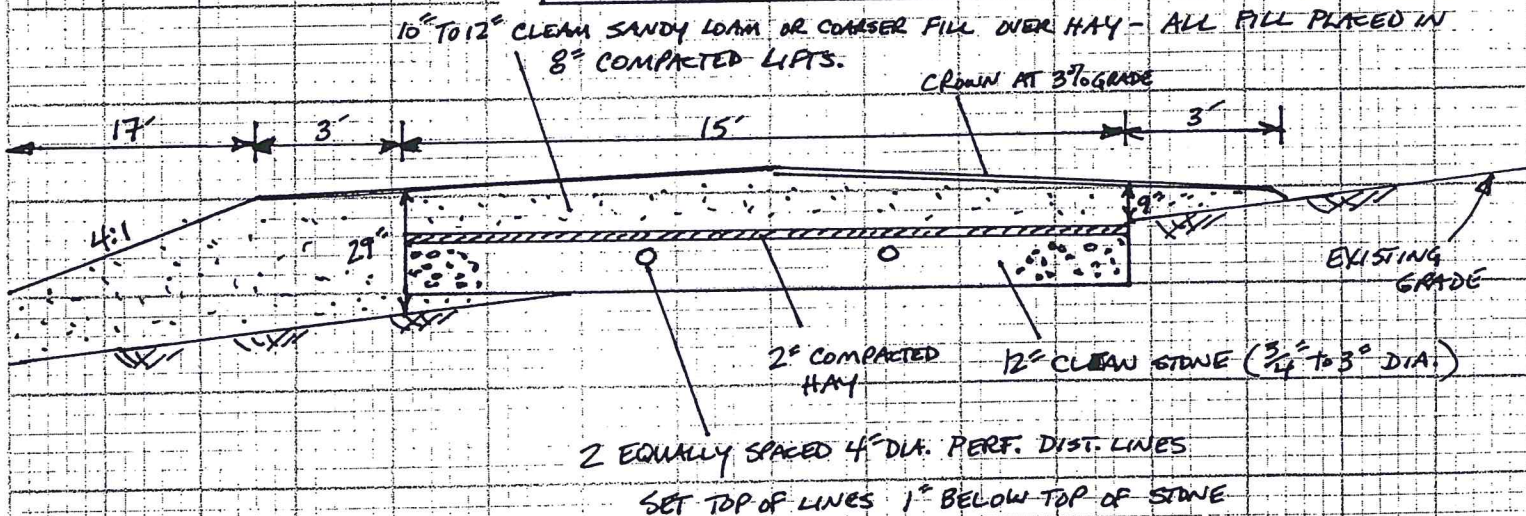 10" TO 12" CLEAN SANDY LOAM OR COARSER FILL OVER HAY - ALL FILL PLACED IN
8" COMPACTED LIFTS.
CROWN AT 3% GRADE
17'
3'
15'
3'
4:1
29"
9"
EXISTING
GRADE
2" COMPACTED
HAY
12" CLEAN STONE (3/4" TO 3" DIA.)
2 EQUALLY SPACED 4" DIA. PERF. DIST. LINES
SET TOP OF LINES 1" BELOW TOP OF STONE